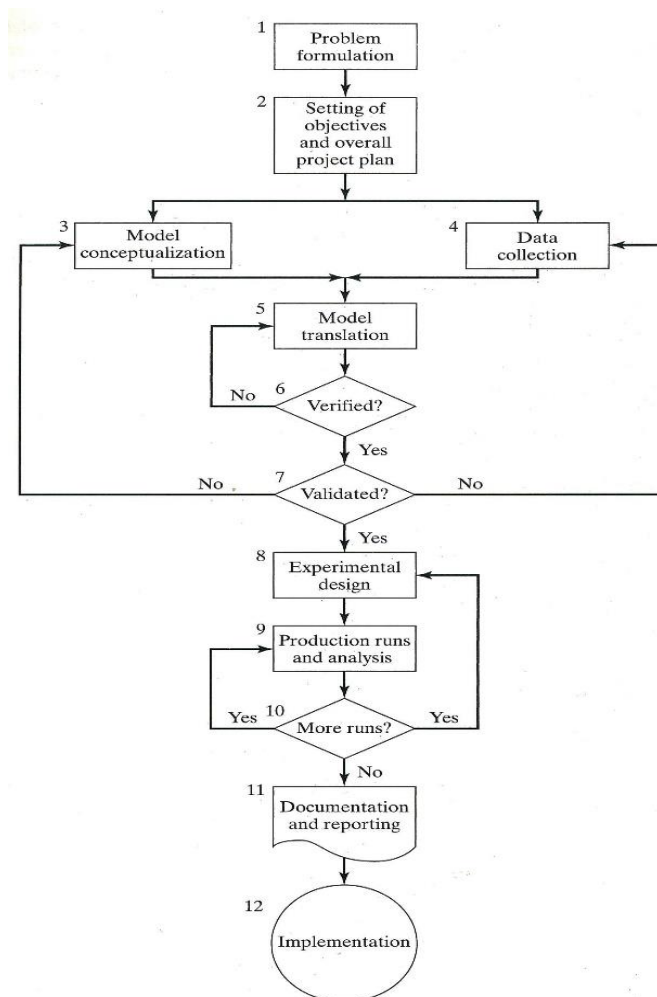 1
Problem
formulation
2
Setting of
objectives
and overall
project plan
3
Model
conceptualization
4
Data
collection
5
Model
translation
6
No
Verified?
Yes
7
No
Validated?
No
Yes
8
Experimental
design
9
Production runs
and analysis
10
Yes
More runs?
Yes
No
11
Documentation
and reporting
12
Implementation